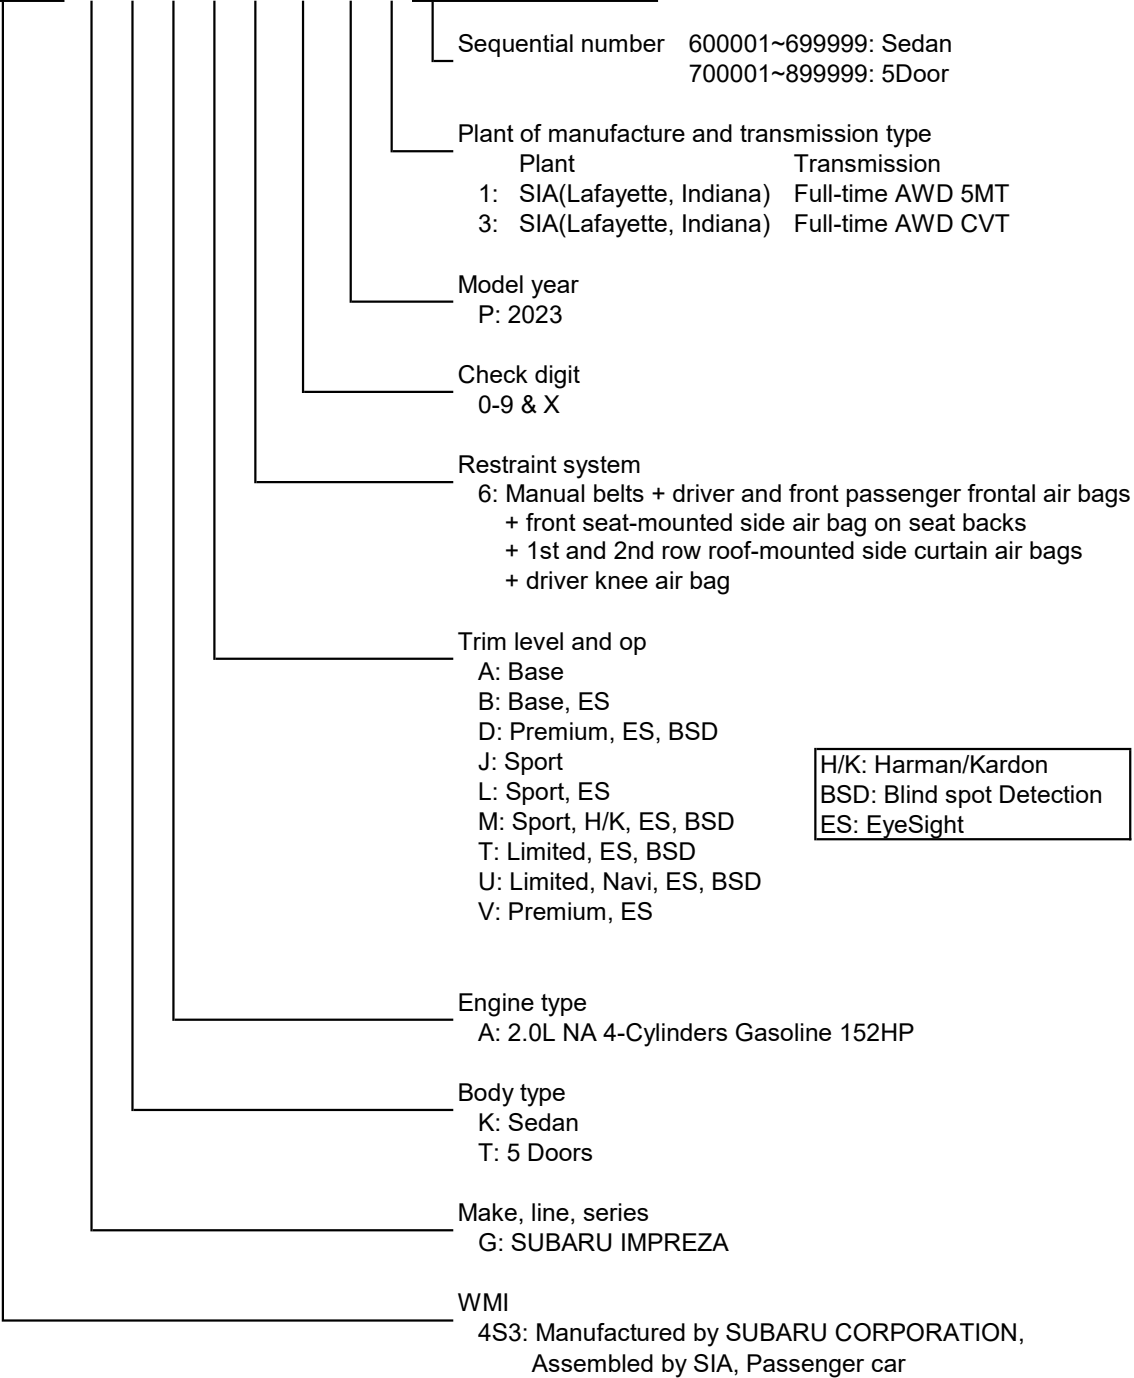 Sequential number 600001~699999: Sedan
700001~899999: 5Door
Plant of manufacture and transmission type
Plant Transmission
1: SIA(Lafayette, Indiana) Full-time AWD 5MT
3: SIA(Lafayette, Indiana) Full-time AWD CVT
Model year
P: 2023
Check digit
0-9 & X
Restraint system
6: Manual belts + driver and front passenger frontal air bags
+ front seat-mounted side air bag on seat backs
+ 1st and 2nd row roof-mounted side curtain air bags
+ driver knee air bag
Trim level and op
A: Base
B: Base, ES
D: Premium, ES, BSD
J: Sport
L: Sport, ES
M: Sport, H/K, ES, BSD
T: Limited, ES, BSD
U: Limited, Navi, ES, BSD
V: Premium, ES
H/K: Harman/Kardon
BSD: Blind spot Detection
ES: EyeSight
Engine type
A: 2.0L NA 4-Cylinders Gasoline 152HP
Body type
K: Sedan
T: 5 Doors
Make, line, series
G: SUBARU IMPREZA
WMI
4S3: Manufactured by SUBARU CORPORATION,
Assembled by SIA, Passenger car